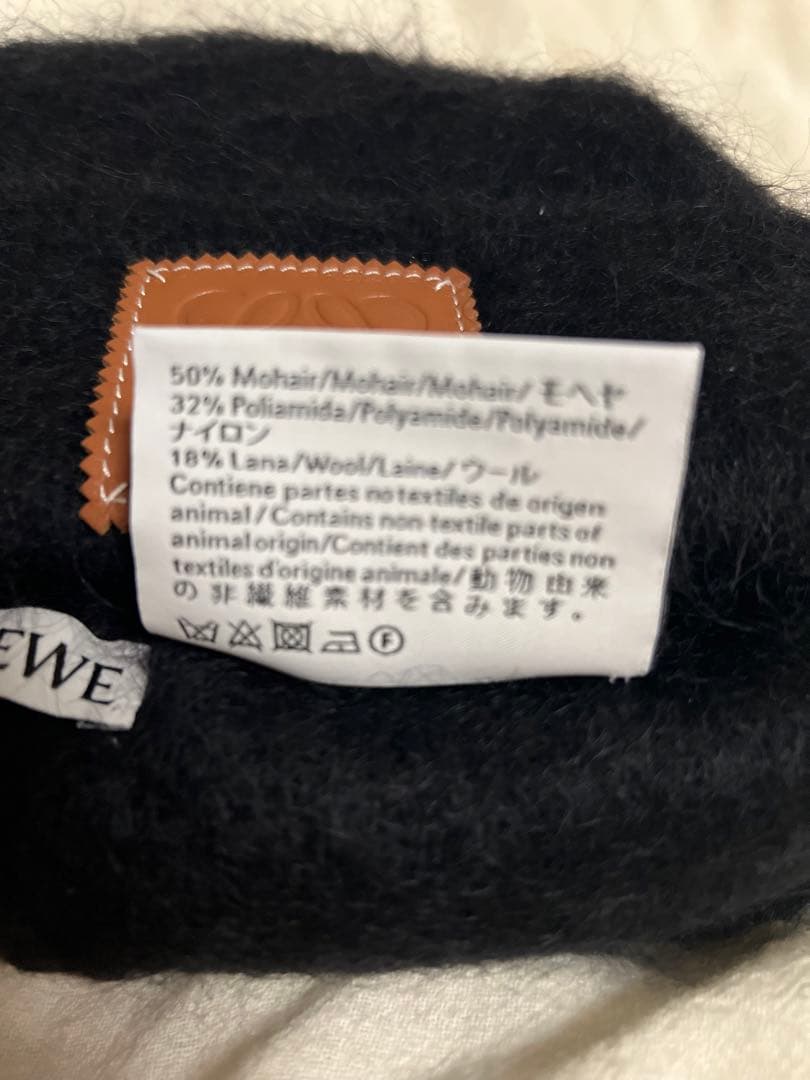 50% Mohair/Mohair/Mohair/モヘヤ
32% Poliamida/Polyamide/Polyamide/
ナイロン
18% Lana/Wool/Laine/ウール
Contiene partes no textiles de origen
animal/Contains non textile parts of
animal origin/Contient des parties non
textiles d'origine animale/動物由来
の非繊維素材を含みます。
F
EWE